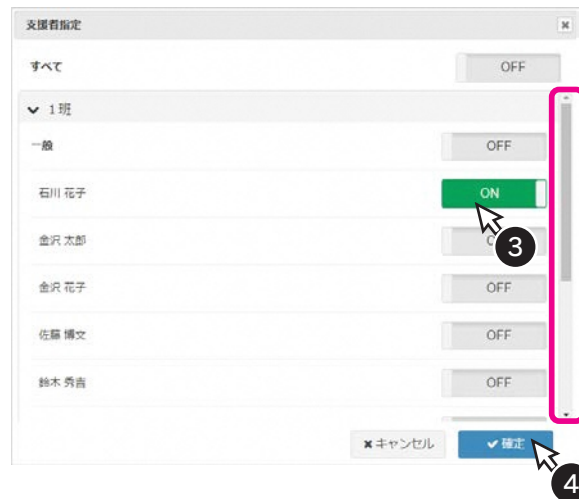 支援者指定
すべて OFF
1班
一般 OFF
石川 花子 ON
金沢 太郎
3
金沢 花子 OFF
佐藤 博文 OFF
鈴木 秀吉 OFF
キャンセル 確定
4